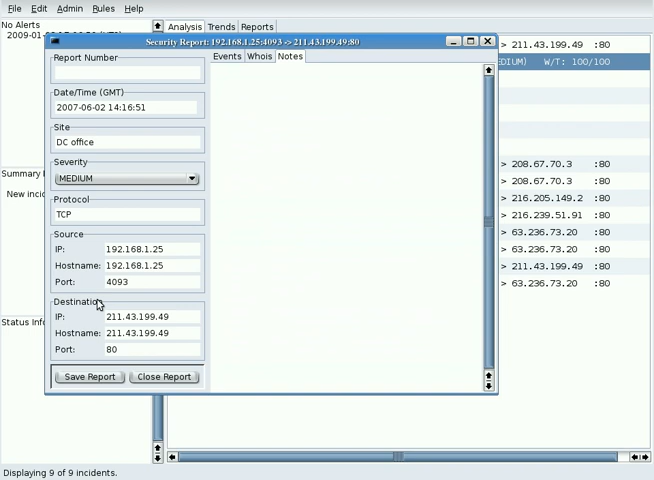 File Edit Admin Rules Help
No Alerts
Analysis Trends Reports
Security Report: 192.168.1.25:4093 -> 211.43.199.49:80
Report Number
Date/Time (GMT)
2007-06-02 14:16:51
Site
DC office
Severity
MEDIUM
Protocol
TCP
Source
IP: 192.168.1.25
Hostname: 192.168.1.25
Port: 4093
Destination
IP: 211.43.199.49
Hostname: 211.43.199.49
Port: 80
Save Report Close Report
Events Whois Notes
> 211.43.199.49 :80
EDIUM) W/T: 100/100
> 208.67.70.3 :80
> 208.67.70.3 :80
> 216.205.149.2 :80
> 216.239.51.91 :80
> 63.236.73.20 :80
> 63.236.73.20 :80
> 211.43.199.49 :80
> 63.236.73.20 :80
2009-01
Summary
New inci
Status Info
Displaying 9 of 9 incidents.